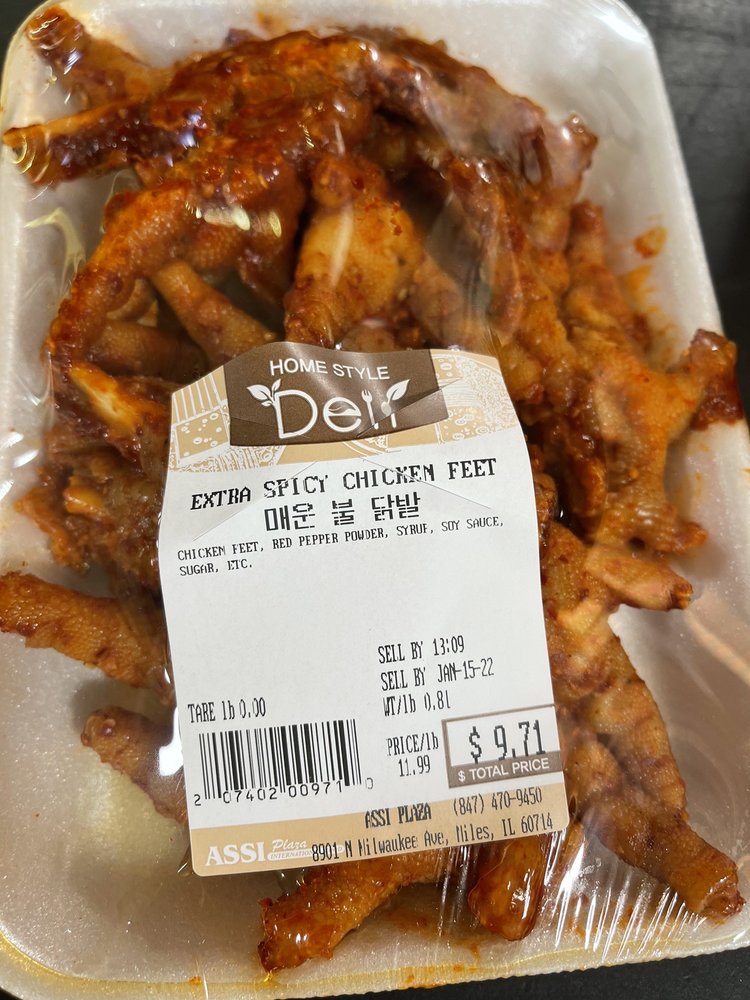 HOME STYLE
Deli
EXTRA SPICY CHICKEN FEET
매운 불 닭발
CHICKEN FEET, RED PEPPER POWDER, SYRUP, SOY SAUCE,
SUGAR, ETC.
SELL BY 13:09
SELL BY JAN-15-22
WT/lb 0.81
TARE lb 0.00
PRICE/lb
11.99
$ 9.71
$ TOTAL PRICE
2 07402 00971 0
ASSI PLAZA (847) 470-9450
8901 N Milwaukee Ave, Niles, IL 60714
ASSI Plaza
INTERNATIONAL